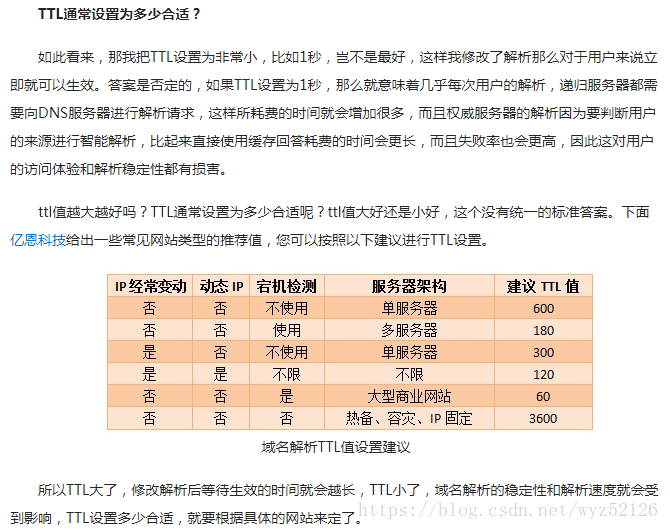 TTL通常设置为多少合适？
如此看来，那我把TTL设置为非常小，比如1秒，岂不是最好，这样我修改了解析那么对于用户来说立
即就可以生效。答案是否定的，如果TTL设置为1秒，那么就意味着几乎每次用户的解析，递归服务器都需
要向DNS服务器进行解析请求，这样所耗费的时间就会增加很多，而且权威服务器的解析因为要判断用户
的来源进行智能解析，比起来直接使用缓存回答耗费的时间会更长，而且失败率也会更高，因此这对用户
的访问体验和解析稳定性都有损害。
ttl值越大越好吗？TTL通常设置为多少合适呢？ttl值大好还是小好，这个没有统一的标准答案。下面
亿恩科技给出一些常见网站类型的推荐值，您可以按照以下建议进行TTL设置。
IP 经常变动 动态 IP 宕机检测 服务器架构 建议 TTL 值
否 否 不使用 单服务器 600
否 否 使用 多服务器 180
是 否 不使用 单服务器 300
是 是 不限 不限 120
否 否 是 大型商业网站 60
否 否 否 热备、容灾、IP 固定 3600
域名解析TTL值设置建议
所以TTL大了，修改解析后等待生效的时间就会越长，TTL小了，域名解析的稳定性和解析速度就会受
到影响，TTL设置多少合适，就要根据具体的网站来定了。
https://blog.csdn.net/wyz52126